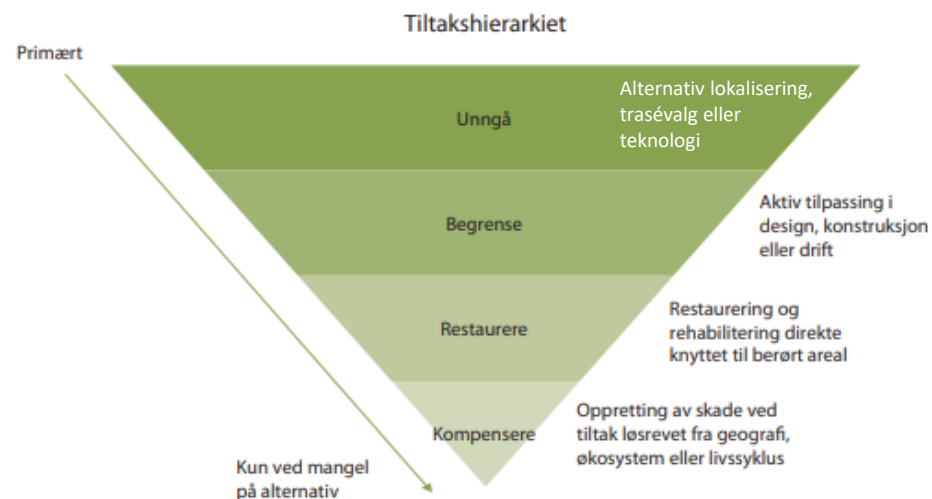 Tiltakshierarkiet
Primært
Unngå
Alternativ lokalisering,
trasévalg eller
teknologi
Begrense
Aktiv tilpassing i
design, konstruksjon
eller drift
Restaurere
Restaurering og
rehabilitering direkte
knyttet til berørt areal
Kompensere
Oppretting av skade ved
tiltak løsrevet fra geografi,
økosystem eller livssyklus
Kun ved mangel
på alternativ